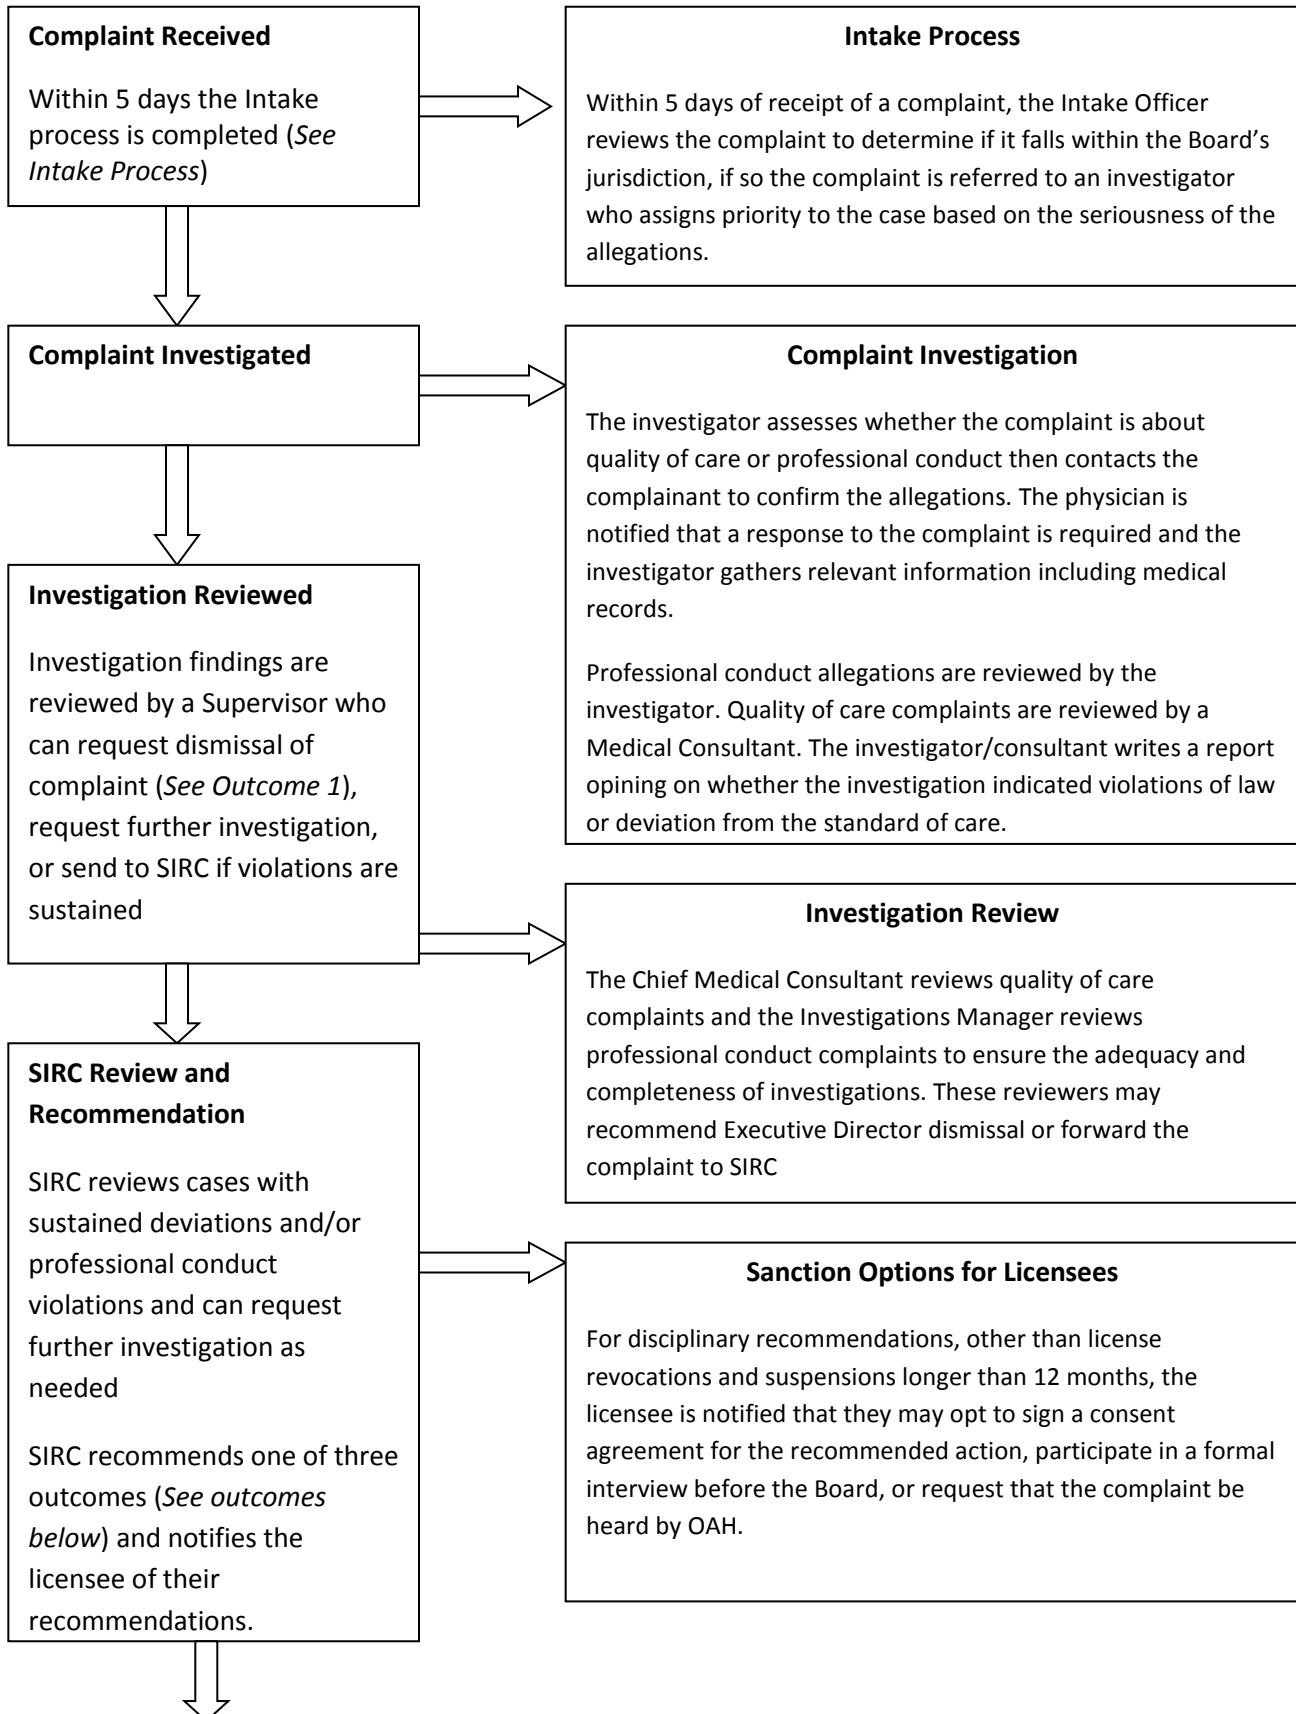 Complaint Received
Within 5 days the Intake
process is completed (See
Intake Process)
Intake Process
Within 5 days of receipt of a complaint, the Intake Officer
reviews the complaint to determine if it falls within the Board’s
jurisdiction, if so the complaint is referred to an investigator
who assigns priority to the case based on the seriousness of the
allegations.
Complaint Investigated
Complaint Investigation
The investigator assesses whether the complaint is about
quality of care or professional conduct then contacts the
complainant to confirm the allegations. The physician is
notified that a response to the complaint is required and the
investigator gathers relevant information including medical
records.
Professional conduct allegations are reviewed by the
investigator. Quality of care complaints are reviewed by a
Medical Consultant. The investigator/consultant writes a report
opining on whether the investigation indicated violations of law
or deviation from the standard of care.
Investigation Reviewed
Investigation findings are
reviewed by a Supervisor who
can request dismissal of
complaint (See Outcome 1),
request further investigation,
or send to SIRC if violations are
sustained
Investigation Review
The Chief Medical Consultant reviews quality of care
complaints and the Investigations Manager reviews
professional conduct complaints to ensure the adequacy and
completeness of investigations. These reviewers may
recommend Executive Director dismissal or forward the
complaint to SIRC
SIRC Review and
Recommendation
SIRC reviews cases with
sustained deviations and/or
professional conduct
violations and can request
further investigation as
needed
SIRC recommends one of three
outcomes (See outcomes
below) and notifies the
licensee of their
recommendations.
Sanction Options for Licensees
For disciplinary recommendations, other than license
revocations and suspensions longer than 12 months, the
licensee is notified that they may opt to sign a consent
agreement for the recommended action, participate in a formal
interview before the Board, or request that the complaint be
heard by OAH.